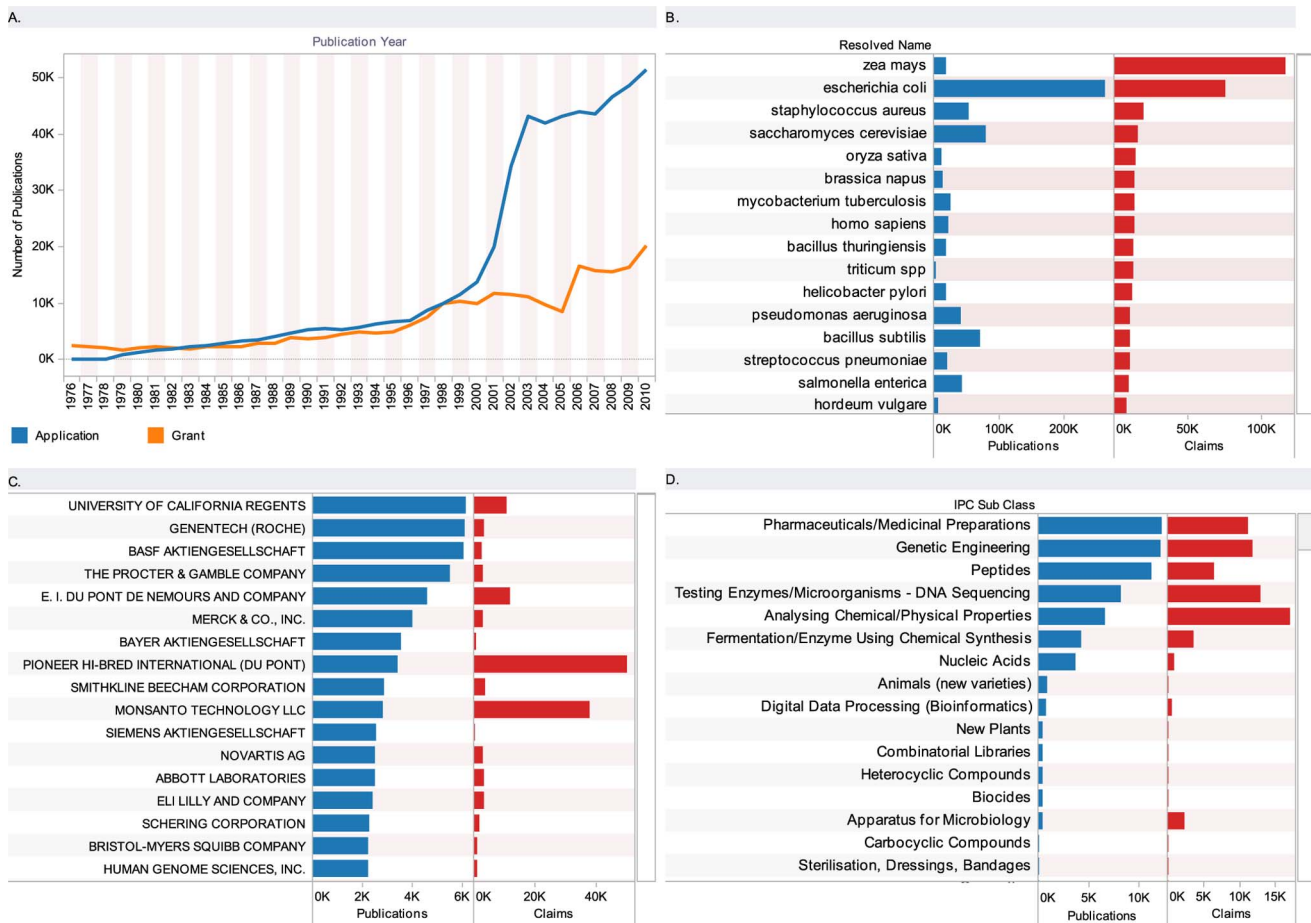 A.
Publication Year
Number of Publications
50K
40K
30K
20K
10K
0K
1976 1977 1978 1979 1980 1981 1982 1983 1984 1985 1986 1987 1988 1989 1990 1991 1992 1993 1994 1995 1996 1997 1998 1999 2000 2001 2002 2003 2004 2005 2006 2007 2008 2009 2010
Application Grant
B.
Resolved Name
zea mays
escherichia coli
staphylococcus aureus
saccharomyces cerevisiae
oryza sativa
brassica napus
mycobacterium tuberculosis
homo sapiens
bacillus thuringiensis
triticum spp
helicobacter pylori
pseudomonas aeruginosa
bacillus subtilis
streptococcus pneumoniae
salmonella enterica
hordeum vulgare
0K 100K 200K 0K 50K 100K
Publications Claims
C.
UNIVERSITY OF CALIFORNIA REGENTS
GENENTECH (ROCHE)
BASF AKTIENGESELLSCHAFT
THE PROCTER & GAMBLE COMPANY
E. I. DU PONT DE NEMOURS AND COMPANY
MERCK & CO., INC.
BAYER AKTIENGESELLSCHAFT
PIONEER HI-BRED INTERNATIONAL (DU PONT)
SMITHKLINE BEECHAM CORPORATION
MONSANTO TECHNOLOGY LLC
SIEMENS AKTIENGESELLSCHAFT
NOVARTIS AG
ABBOTT LABORATORIES
ELI LILLY AND COMPANY
SCHERING CORPORATION
BRISTOL-MYERS SQUIBB COMPANY
HUMAN GENOME SCIENCES, INC.
0K 2K 4K 6K 0K 20K 40K
Publications Claims
D.
IPC Sub Class
Pharmaceuticals/Medicinal Preparations
Genetic Engineering
Peptides
Testing Enzymes/Microorganisms - DNA Sequencing
Analysing Chemical/Physical Properties
Fermentation/Enzyme Using Chemical Synthesis
Nucleic Acids
Animals (new varieties)
Digital Data Processing (Bioinformatics)
New Plants
Combinatorial Libraries
Heterocyclic Compounds
Biocides
Apparatus for Microbiology
Carbocyclic Compounds
Sterilisation, Dressings, Bandages
0K 5K 10K 0K 5K 10K 15K
Publications Claims